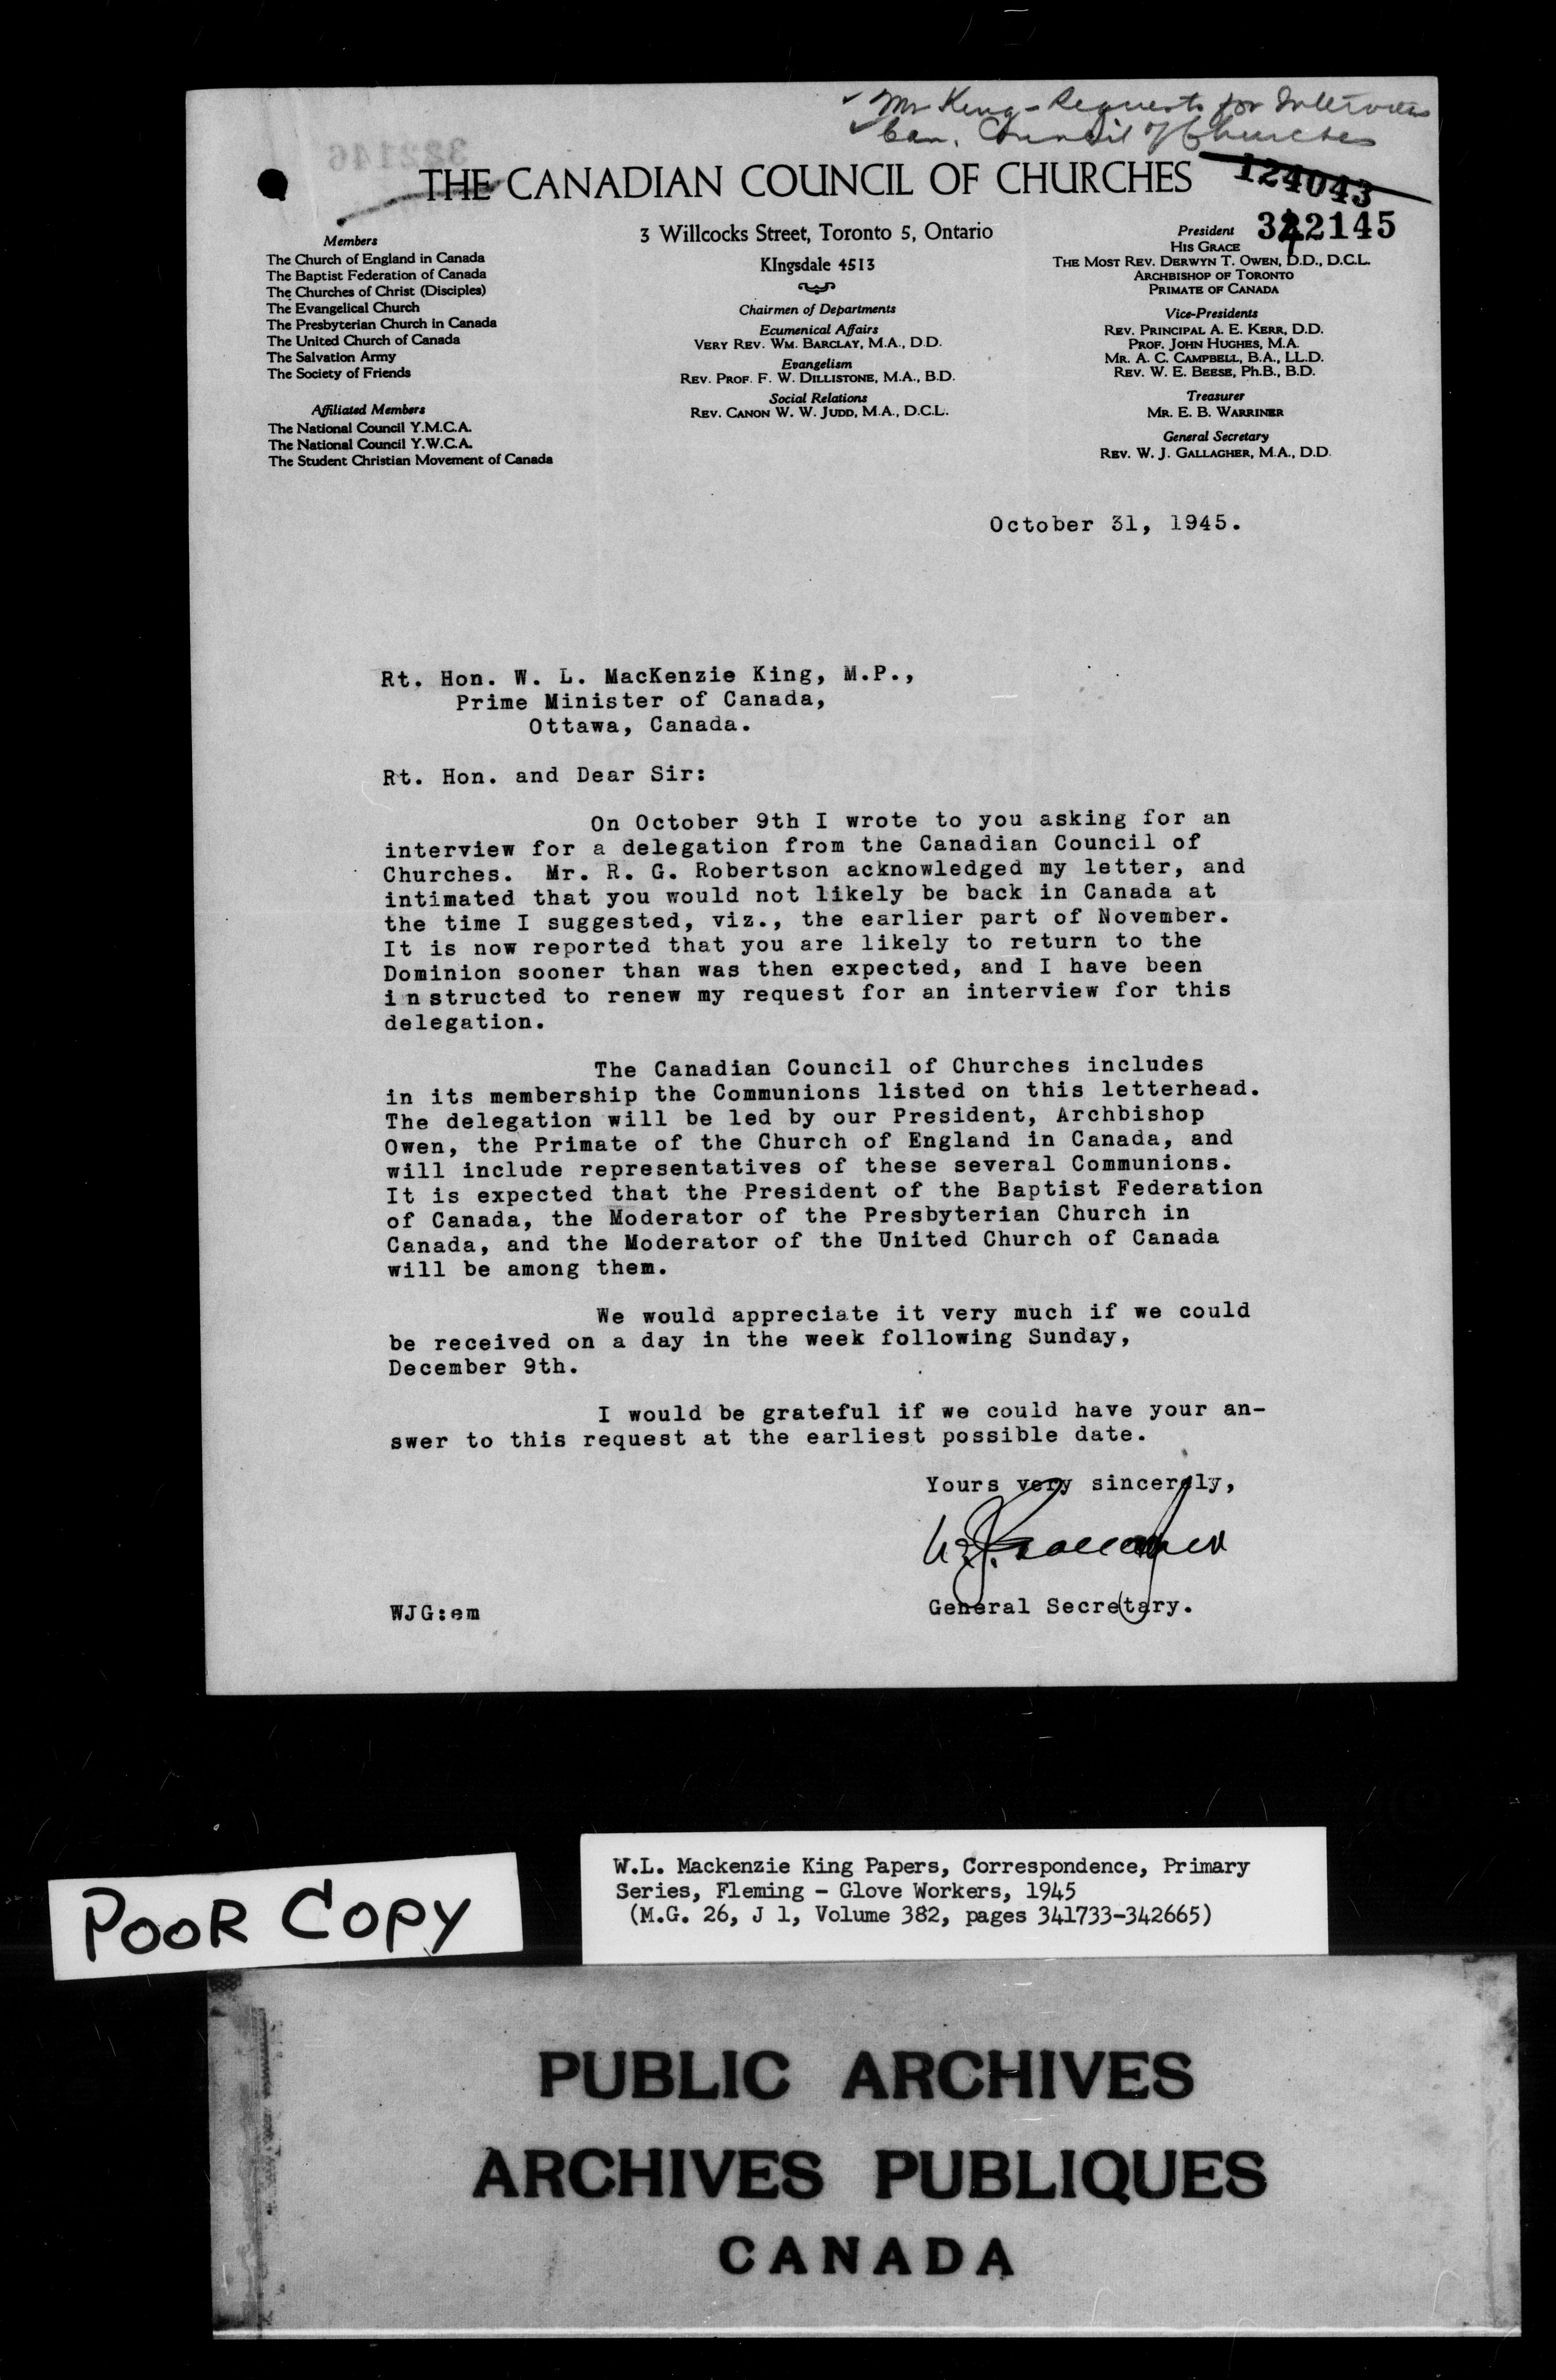 Mr King - Requests for Interviews
Can. Council of Churches
THE CANADIAN COUNCIL OF CHURCHES
124043
322145
3 Willcocks Street, Toronto 5, Ontario
KIngsdale 4513
Members
The Church of England in Canada
The Baptist Federation of Canada
The Churches of Christ (Disciples)
The Evangelical Church
The Presbyterian Church in Canada
The United Church of Canada
The Salvation Army
The Society of Friends
Affiliated Members
The National Council Y.M.C.A.
The National Council Y.W.C.A.
The Student Christian Movement of Canada
Chairmen of Departments
Ecumenical Affairs
VERY REV. WM. BARCLAY, M.A., D.D.
Evangelism
REV. PROF. F. W. DILLISTONE, M.A., B.D.
Social Relations
REV. CANON W. W. JUDD, M.A., D.C.L.
President
HIS GRACE
THE MOST REV. DERWYN T. OWEN, D.D., D.C.L.
ARCHBISHOP OF TORONTO
PRIMATE OF CANADA
Vice-Presidents
REV. PRINCIPAL A. E. KERR, D.D.
PROF. JOHN HUGHES, M.A.
MR. A. C. CAMPBELL, B.A., LL.D.
REV. W. E. BEESE, Ph.B., B.D.
Treasurer
MR. E. B. WARRINER
General Secretary
REV. W. J. GALLAGHER, M.A., D.D.
October 31, 1945.
Rt. Hon. W. L. MacKenzie King, M.P.,
Prime Minister of Canada,
Ottawa, Canada.
Rt. Hon. and Dear Sir:
On October 9th I wrote to you asking for an
interview for a delegation from the Canadian Council of
Churches. Mr. R. G. Robertson acknowledged my letter, and
intimated that you would not likely be back in Canada at
the time I suggested, viz., the earlier part of November.
It is now reported that you are likely to return to the
Dominion sooner than was then expected, and I have been
instructed to renew my request for an interview for this
delegation.
The Canadian Council of Churches includes
in its membership the Communions listed on this letterhead.
The delegation will be led by our President, Archbishop
Owen, the Primate of the Church of England in Canada, and
will include representatives of these several Communions.
It is expected that the President of the Baptist Federation
of Canada, the Moderator of the Presbyterian Church in
Canada, and the Moderator of the United Church of Canada
will be among them.
We would appreciate it very much if we could
be received on a day in the week following Sunday,
December 9th.
I would be grateful if we could have your an-
swer to this request at the earliest possible date.
Yours very sincerely,
W.J. Gallagher
General Secretary.
WJG:em
POOR COPY
W.L. Mackenzie King Papers, Correspondence, Primary
Series, Fleming - Glove Workers, 1945
(M.G. 26, J 1, Volume 382, pages 341733-342665)
PUBLIC ARCHIVES
ARCHIVES PUBLIQUES
CANADA